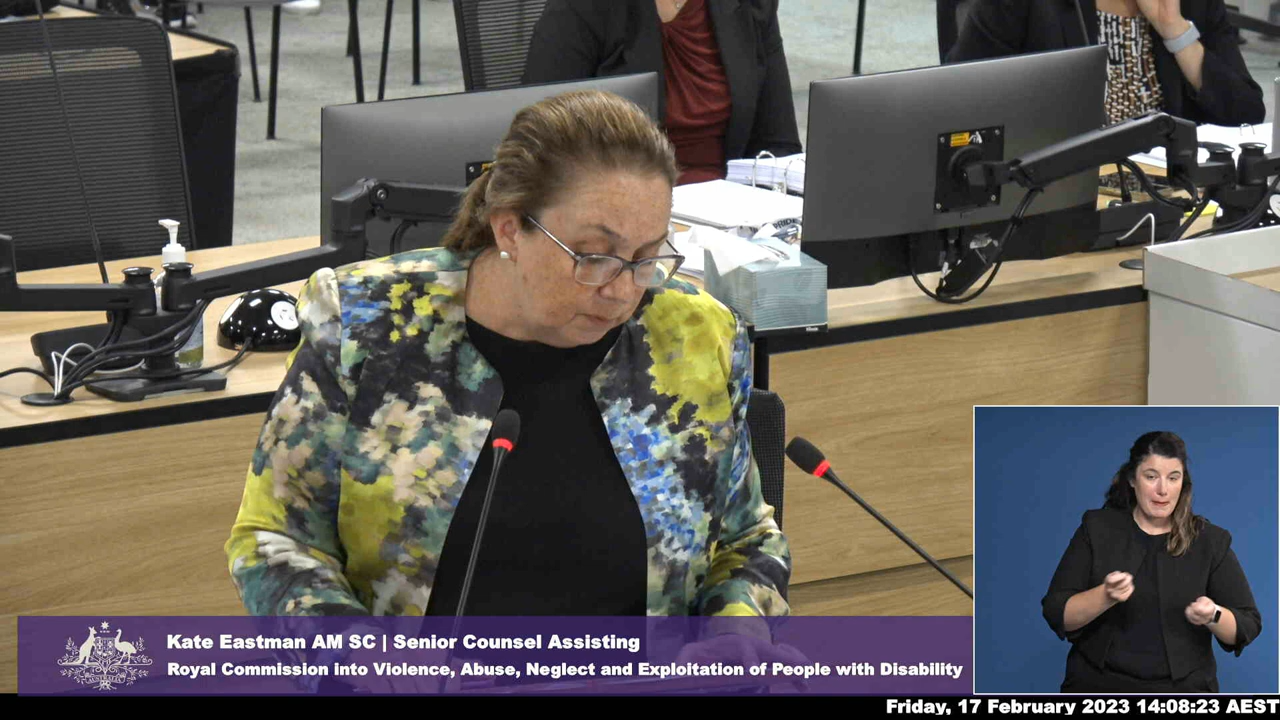 Kate Eastman AM SC | Senior Counsel Assisting
Royal Commission into Violence, Abuse, Neglect and Exploitation of People with Disability
Friday, 17 February 2023 14:08:23 AEST